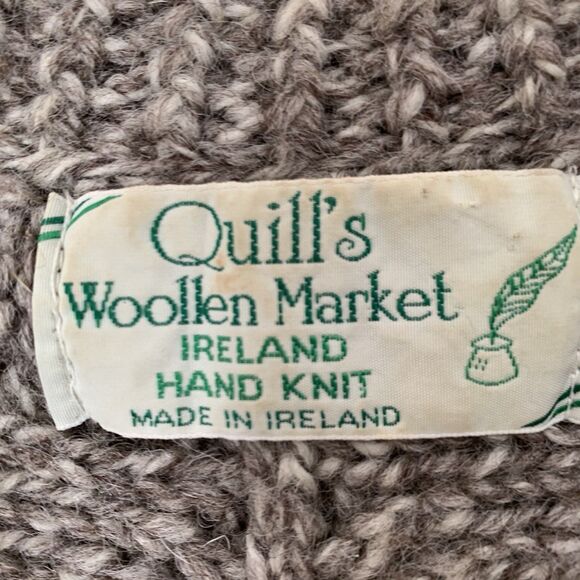 Quill's
Woollen Market
IRELAND
HAND KNIT
MADE IN IRELAND